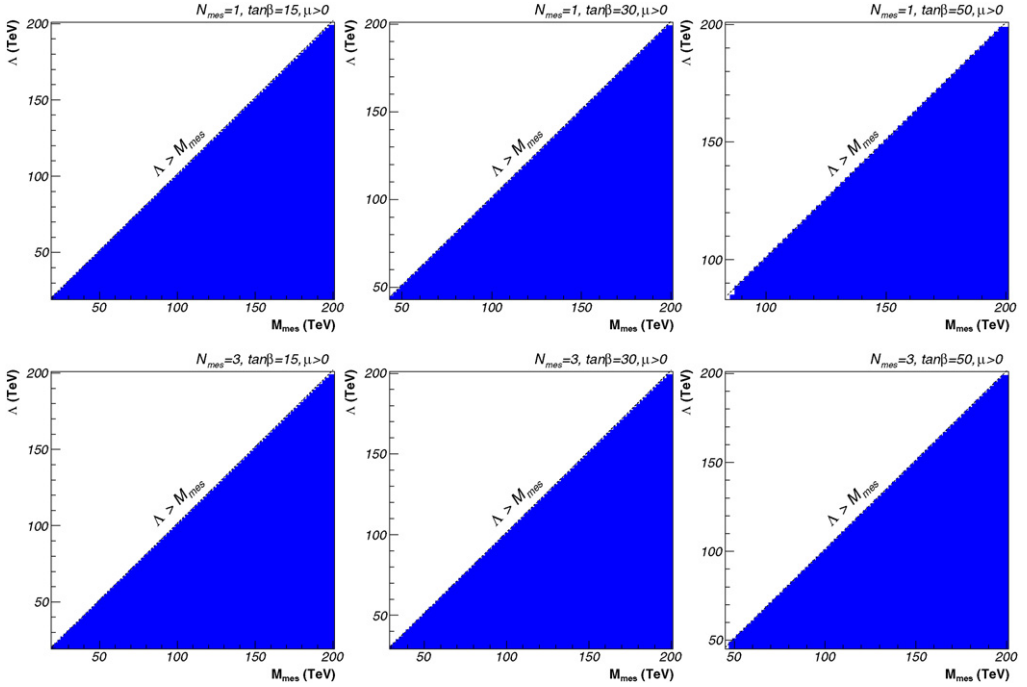 N_mes=1, tanβ=15, μ>0
Λ (TeV)
200
150
100
50
Λ > M_mes
50 100 150 200
M_mes (TeV)
N_mes=1, tanβ=30, μ>0
Λ (TeV)
200
150
100
50
Λ > M_mes
50 100 150 200
M_mes (TeV)
N_mes=1, tanβ=50, μ>0
Λ (TeV)
200
150
100
Λ > M_mes
100 150 200
M_mes (TeV)
N_mes=3, tanβ=15, μ>0
Λ (TeV)
200
150
100
50
Λ > M_mes
50 100 150 200
M_mes (TeV)
N_mes=3, tanβ=30, μ>0
Λ (TeV)
200
150
100
50
Λ > M_mes
50 100 150 200
M_mes (TeV)
N_mes=3, tanβ=50, μ>0
Λ (TeV)
200
150
100
50
Λ > M_mes
50 100 150 200
M_mes (TeV)